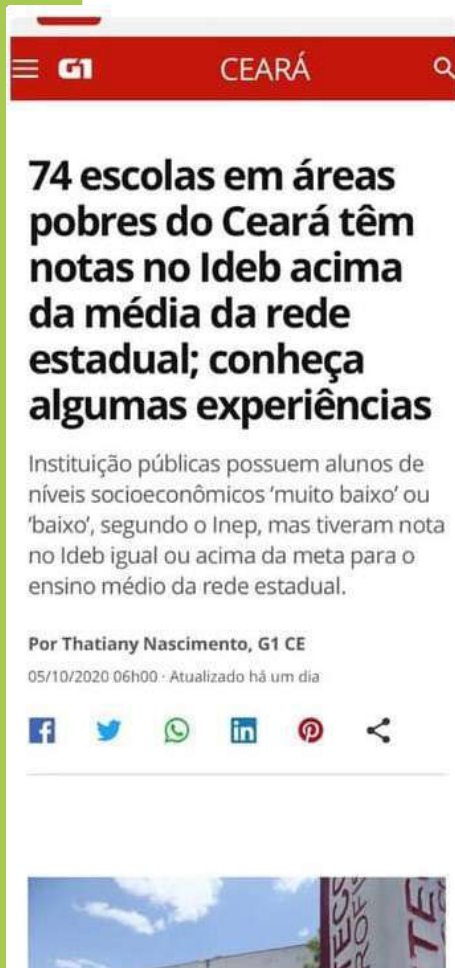 G1 CEARÁ
74 escolas em áreas
pobres do Ceará têm
notas no Ideb acima
da média da rede
estadual; conheça
algumas experiências
Instituição públicas possuem alunos de
níveis socioeconômicos 'muito baixo' ou
'baixo', segundo o Inep, mas tiveram nota
no Ideb igual ou acima da meta para o
ensino médio da rede estadual.
Por Thatiany Nascimento, G1 CE
05/10/2020 06h00 · Atualizado há um dia